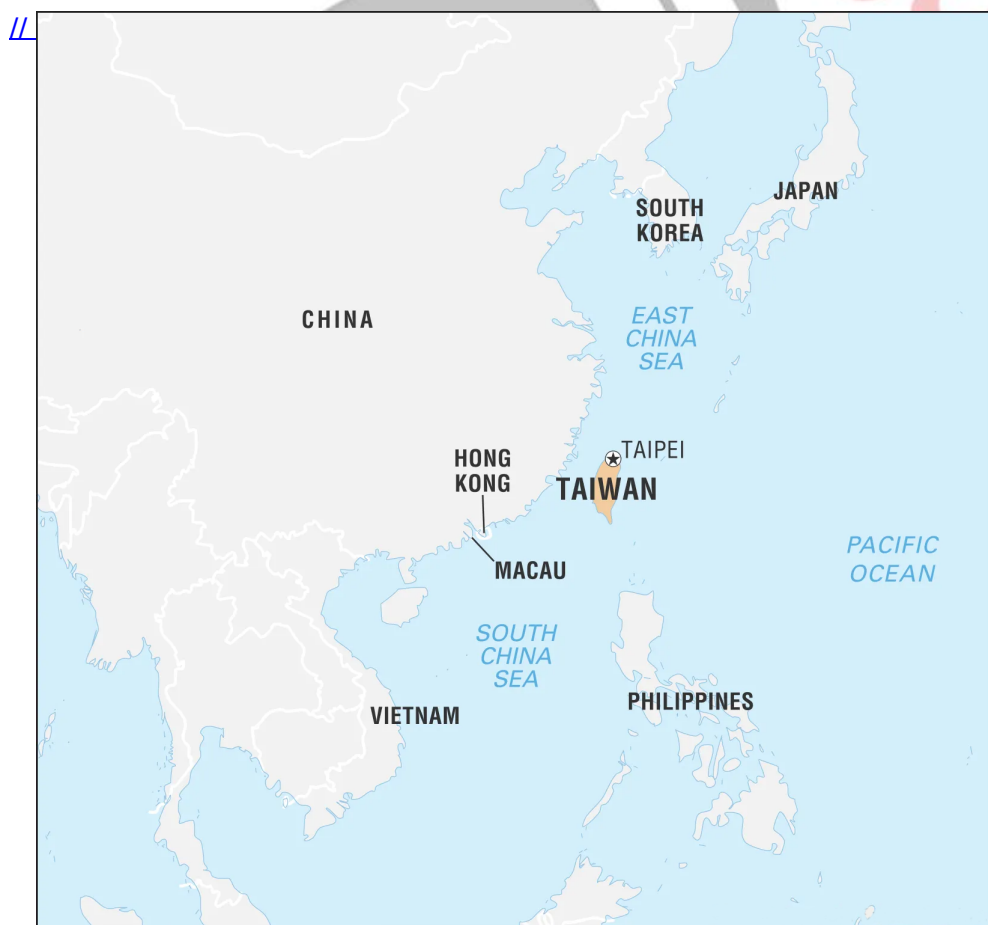 //
JAPAN
SOUTH
KOREA
CHINA
EAST
CHINA
SEA
TAIPEI
HONG
KONG
TAIWAN
PACIFIC
OCEAN
MACAU
SOUTH
CHINA
SEA
PHILIPPINES
VIETNAM